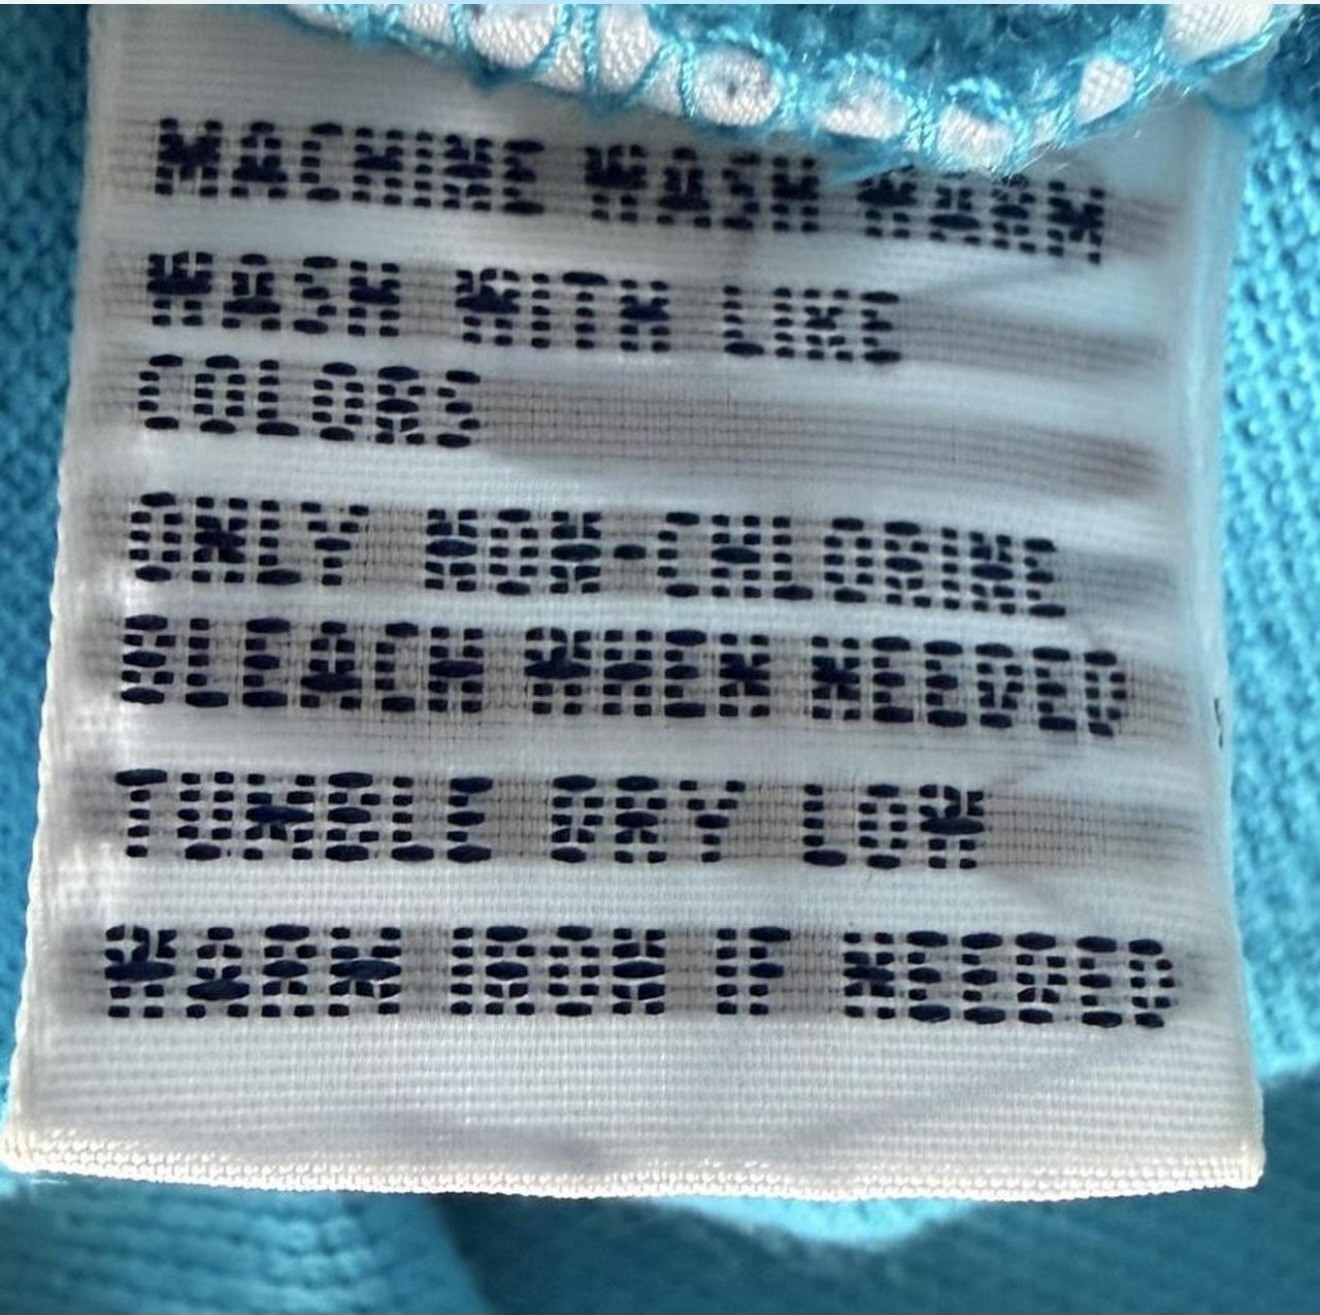 MACHINE WASH WARM
WASH WITH LIKE
COLORS
ONLY NON-CHLORINE
BLEACH WHEN NEEDED
TUMBLE DRY LOW
WARM IRON IF NEEDED